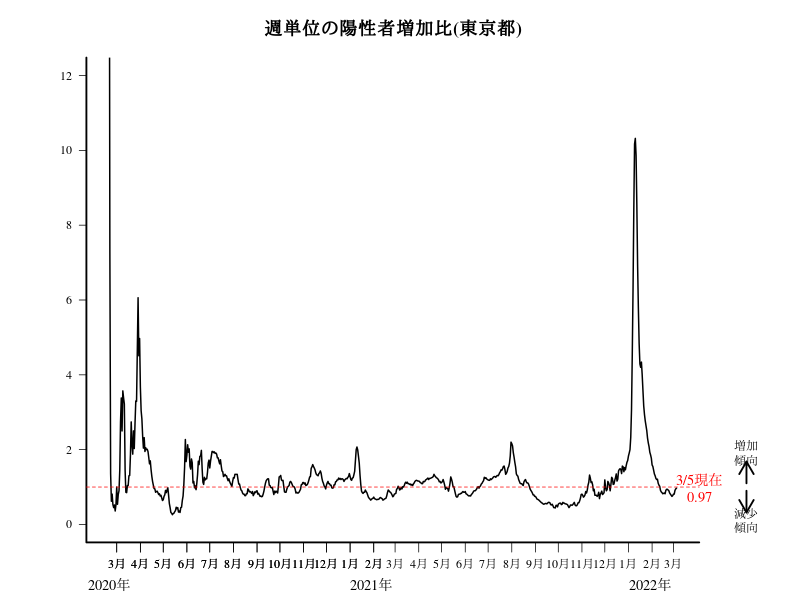 週単位の陽性者増加比(東京都)
12
10
8
6
4
2
0
増加
傾向
3/5現在
0.97
減少
傾向
3月 4月 5月 6月 7月 8月 9月 10月 11月 12月 1月 2月 3月 4月 5月 6月 7月 8月 9月 10月 11月 12月 1月 2月 3月
2020年 2021年 2022年